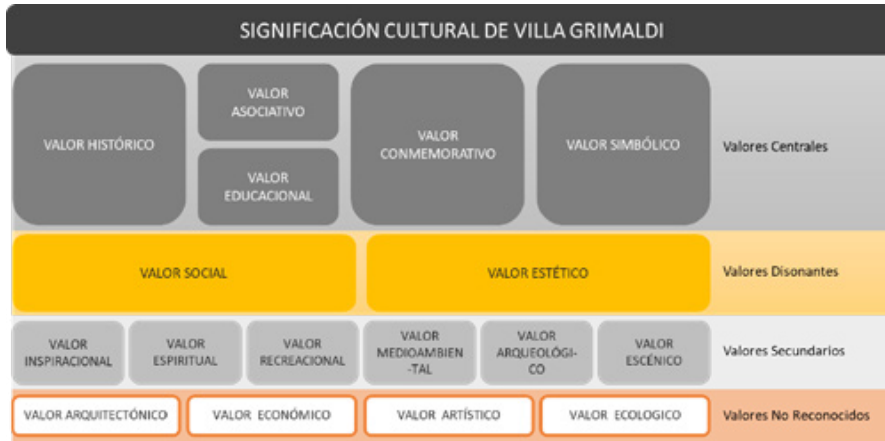 SIGNIFICACIÓN CULTURAL DE VILLA GRIMALDI
VALOR HISTÓRICO
VALOR
ASOCIATIVO
VALOR
EDUCACIONAL
VALOR
CONMEMORATIVO
VALOR SIMBÓLICO
Valores Centrales
VALOR SOCIAL
VALOR ESTÉTICO
Valores Disonantes
VALOR
INSPIRACIONAL
VALOR
ESPIRITUAL
VALOR
RECREACIONAL
VALOR
MEDIOAMBIEN
-TAL
VALOR
ARQUEOLÓGI-
CO
VALOR
ESCÉNICO
Valores Secundarios
VALOR ARQUITECTÓNICO
VALOR ECONÓMICO
VALOR ARTÍSTICO
VALOR ECOLOGICO
Valores No Reconocidos